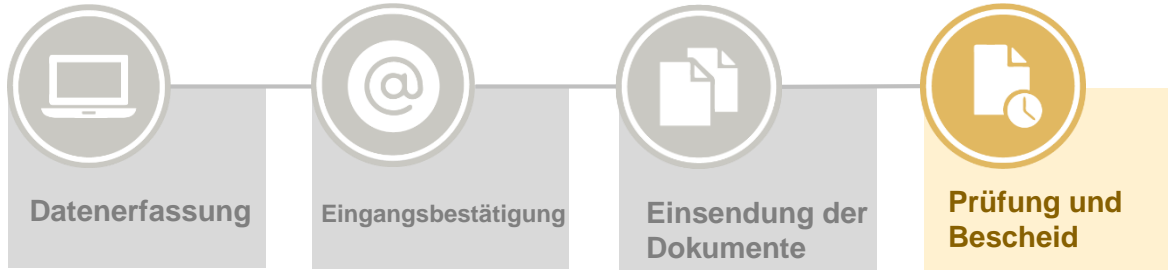 Datenerfassung
Eingangsbestätigung
Einsendung der
Dokumente
Prüfung und
Bescheid